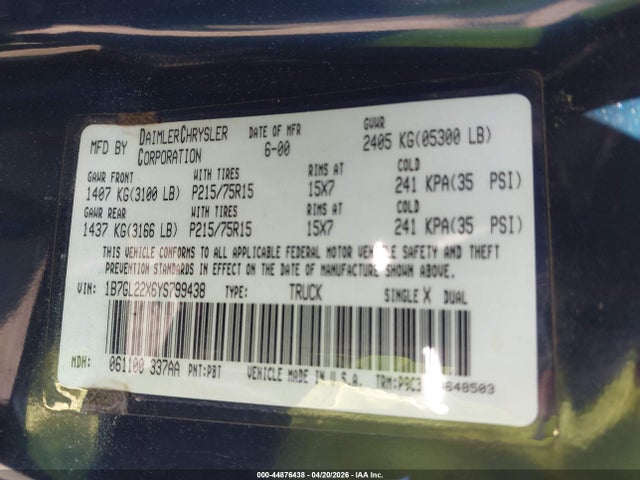 MFD BY DAIMLERCHRYSLER CORPORATION DATE OF MFR 6-00 GVWR 2405 KG(05300 LB)
GAWR FRONT WITH TIRES RIMS AT COLD
1407 KG(3100 LB) P215/75R15 15X7 241 KPA(35 PSI)
GAWR REAR WITH TIRES RIMS AT COLD
1437 KG(3166 LB) P215/75R15 15X7 241 KPA(35 PSI)
THIS VEHICLE CONFORMS TO ALL APPLICABLE FEDERAL MOTOR VEHICLE SAFETY AND THEFT
PREVENTION STANDARDS IN EFFECT ON THE DATE OF MANUFACTURE SHOWN ABOVE.
VIN: 1B7GL22X6YS799438 TYPE: TRUCK SINGLE X DUAL
MDH: 061100 337AA PNT:PBT VEHICLE MADE IN U.S.A. TRM:P9C3 648503
000-44876438 - 04/20/2026 - IAA Inc.